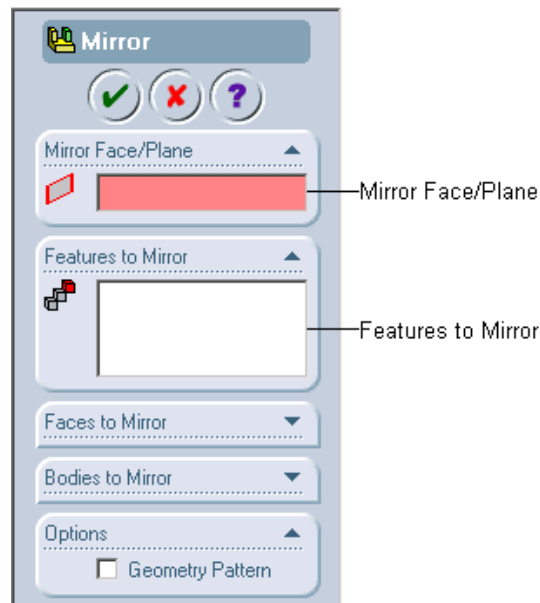 Mirror
?
Mirror Face/Plane
Mirror Face/Plane
Features to Mirror
Features to Mirror
Faces to Mirror
Bodies to Mirror
Options
Geometry Pattern